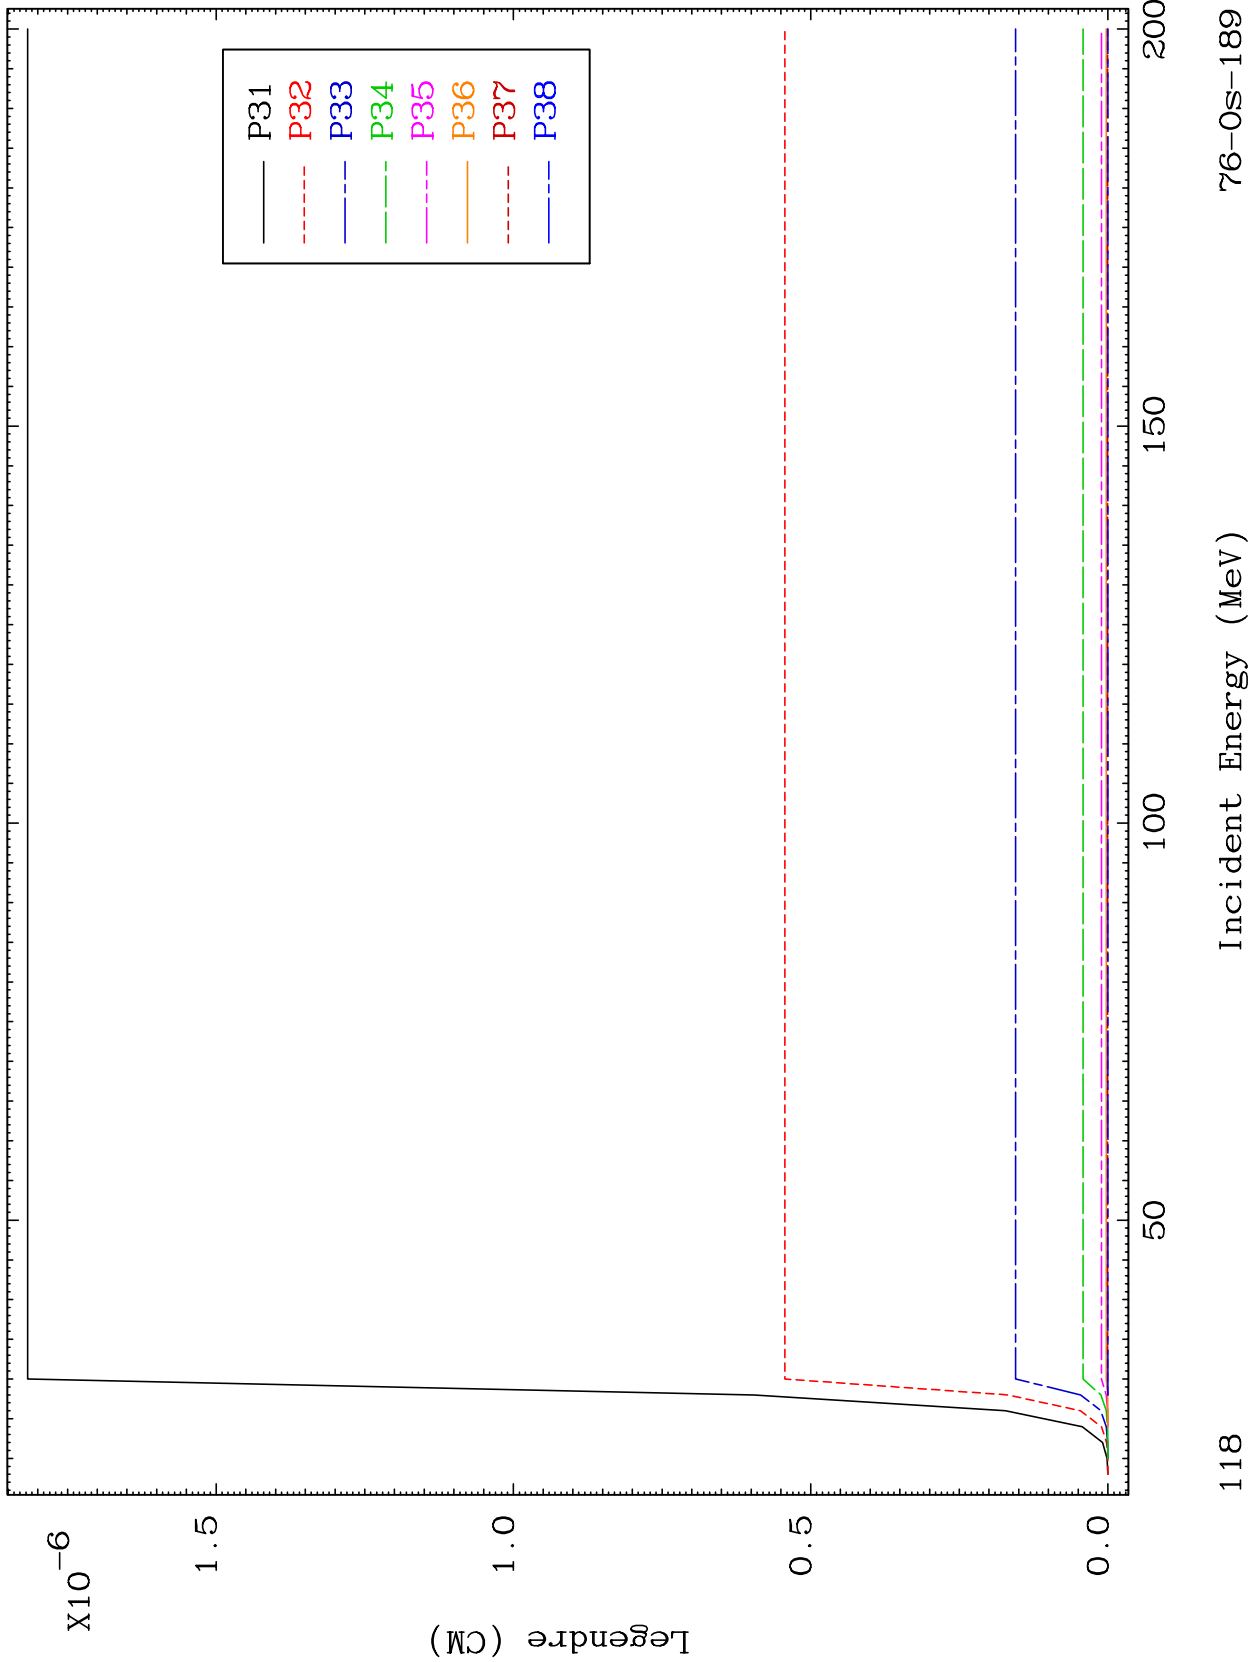 X10-6
1.5
1.0
0.5
0.0
Legendre (CM)
P31
P32
P33
P34
P35
P36
P37
P38
50
100
150
200
Incident Energy (MeV)
118
76-Os-189